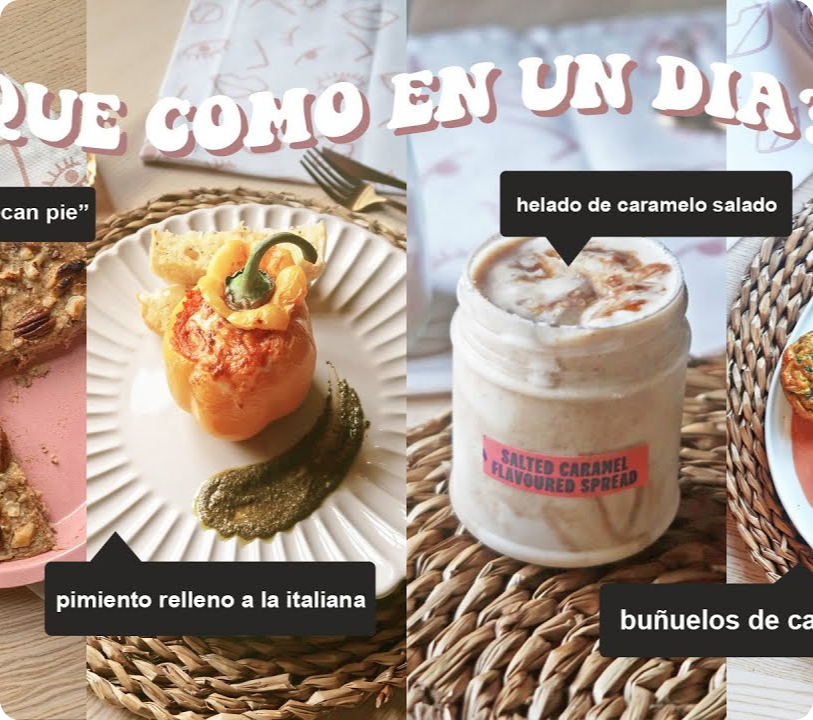 QUE COMO EN UN DIA?
can pie”
helado de caramelo salado
SALTED CARAMEL
FLAVOURED SPREAD
pimiento relleno a la italiana
buñuelos de ca